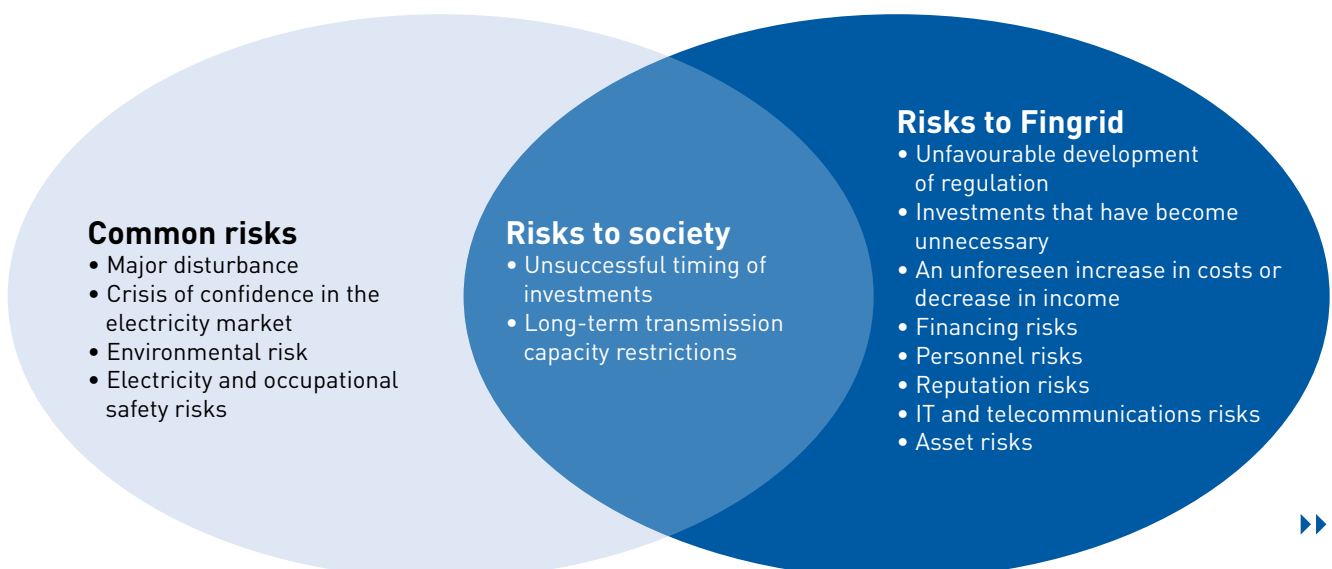 Common risks
• Major disturbance
• Crisis of confidence in the
electricity market
• Environmental risk
• Electricity and occupational
safety risks
Risks to society
• Unsuccessful timing of
investments
• Long-term transmission
capacity restrictions
Risks to Fingrid
• Unfavourable development
of regulation
• Investments that have become
unnecessary
• An unforeseen increase in costs or
decrease in income
• Financing risks
• Personnel risks
• Reputation risks
• IT and telecommunications risks
• Asset risks